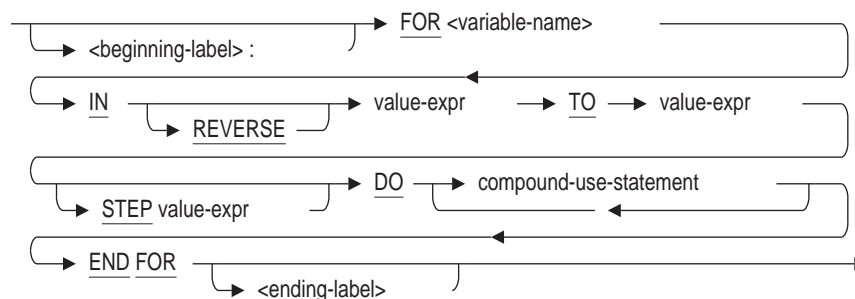 FOR <variable-name>
<beginning-label> :
IN value-expr TO value-expr
REVERSE
DO compound-use-statement
STEP value-expr
END FOR
<ending-label>